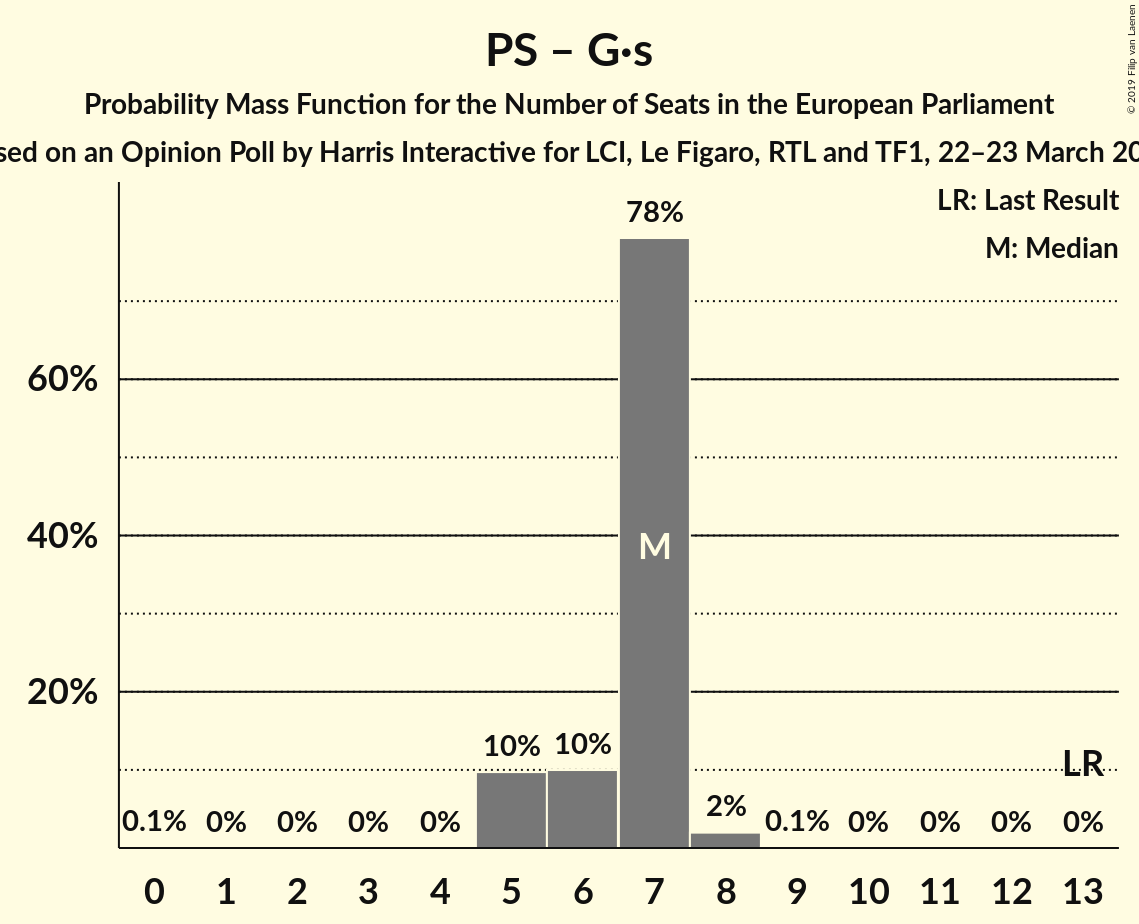 PS – G·s
Probability Mass Function for the Number of Seats in the European Parliament
sed on an Opinion Poll by Harris Interactive for LCI, Le Figaro, RTL and TF1, 22–23 March 20
© 2019 Filip van Laenen
LR: Last Result
M: Median
78%
60%
40%
M
20%
10% 10%
LR
0.1% 0% 0% 0% 0% 2% 0.1% 0% 0% 0% 0%
0 1 2 3 4 5 6 7 8 9 10 11 12 13